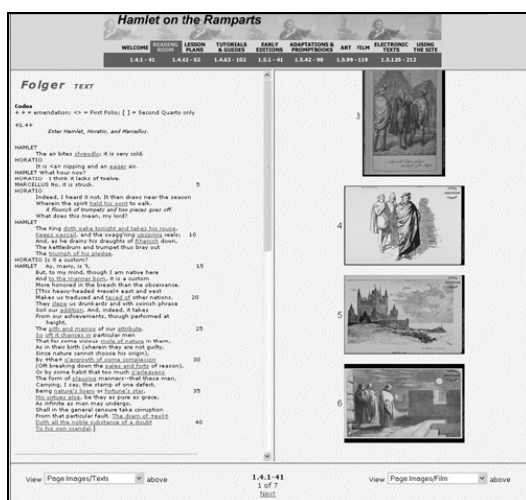 Hamlet on the Ramparts
WELCOME READING ROOM LESSON PLANS TUTORIALS & GUIDES EARLY EDITIONS ADAPTATIONS & PROMPTBOOKS ART FILM ELECTRONIC TEXTS USING THE SITE
1.4.1 - 41 1.4.42 - 62 1.4.63 - 102 1.5.1 - 41 1.5.42 - 98 1.5.99 - 119 1.5.120 - 212
Folger TEXT
Codes
+ + = emendation; <> = First Folio; [ ] = Second Quarto only
+1.4+
Enter Hamlet, Horatio, and Marcellus.
HAMLET
The air bites shrewdly; it is very cold.
HORATIO
It is <a> nipping and an eager air.
HAMLET What hour now?
HORATIO I think it lacks of twelve.
MARCELLUS No, it is struck. 5
HORATIO
Indeed, I heard it not. It then draws near the season
Wherein the spirit held his wont to walk.
A flourish of trumpets and two pieces goes off.
What does this mean, my lord?
HAMLET
The King doth wake tonight and takes his rouse,
Keeps wassail, and the swagg'ring upspring reels; 10
And, as he drains his draughts of Rhenish down,
The kettledrum and trumpet thus bray out
The triumph of his pledge.
HORATIO Is it a custom?
HAMLET Ay, marry, is 't, 15
But, to my mind, though I am native here
And to the manner born, it is a custom
More honored in the breach than the observance.
[This heavy-headed +revel+ east and west
Makes us traduced and taxed of other nations. 20
They clepe us drunkards and with swinish phrase
Soil our addition. And, indeed, it takes
From our achievements, though performed at
height,
The pith and marrow of our attribute. 25
So oft it chances in particular men
That for some vicious mole of nature in them,
As in their birth (wherein they are not guilty,
Since nature cannot choose his origin),
By +the+ o'ergrowth of some complexion 30
(Oft breaking down the pales and forts of reason),
Or by some habit that too much o'erleavens
The form of plausive manners--that these men,
Carrying, I say, the stamp of one defect,
Being nature's livery or fortune's star, 35
His virtues else, be they as pure as grace,
As infinite as man may undergo,
Shall in the general censure take corruption
From that particular fault. The dram of +evil+
Doth all the noble substance of a doubt 40
To his own scandal.]
3
4
5
6
View Page Images/Texts above
1.4.1-41
1 of 7
Next
View Page Images/Film above